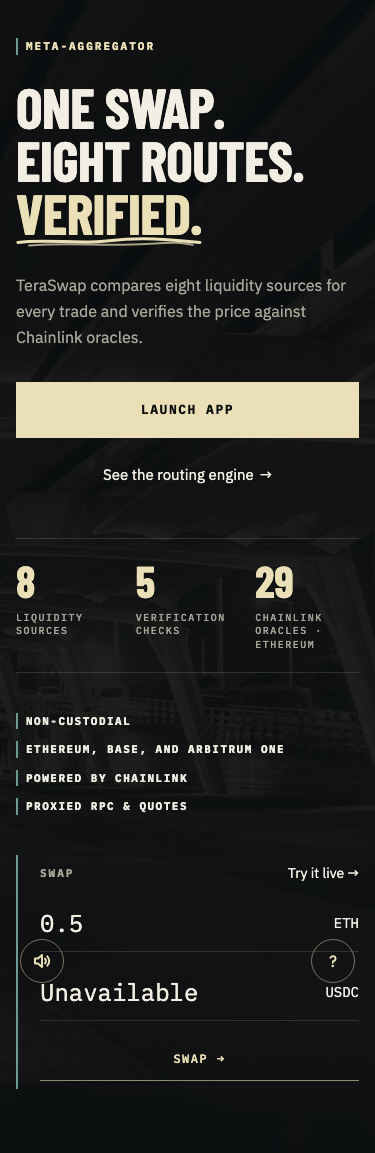 META-AGGREGATOR
ONE SWAP.
EIGHT ROUTES.
VERIFIED.
TeraSwap compares eight liquidity sources for
every trade and verifies the price against
Chainlink oracles.
LAUNCH APP
See the routing engine →
8
LIQUIDITY
SOURCES
5
VERIFICATION
CHECKS
29
CHAINLINK
ORACLES ·
ETHEREUM
NON-CUSTODIAL
ETHEREUM, BASE, AND ARBITRUM ONE
POWERED BY CHAINLINK
PROXIED RPC & QUOTES
SWAP
Try it live →
0.5
ETH
?
Unavailable
USDC
SWAP →